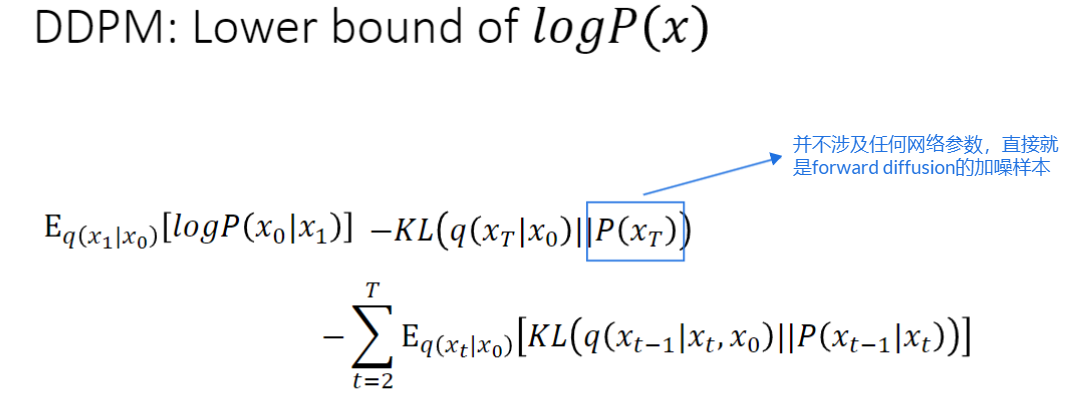 DDPM: Lower bound of logP(x)
并不涉及任何网络参数，直接就
是forward diffusion的加噪样本
E_{q(x_1|x_0)}[logP(x_0|x_1)] −KL(q(x_T|x_0)||P(x_T))
−∑_{t=2}^{T} E_{q(x_t|x_0)}[KL(q(x_{t−1}|x_t, x_0)||P(x_{t−1}|x_t))]